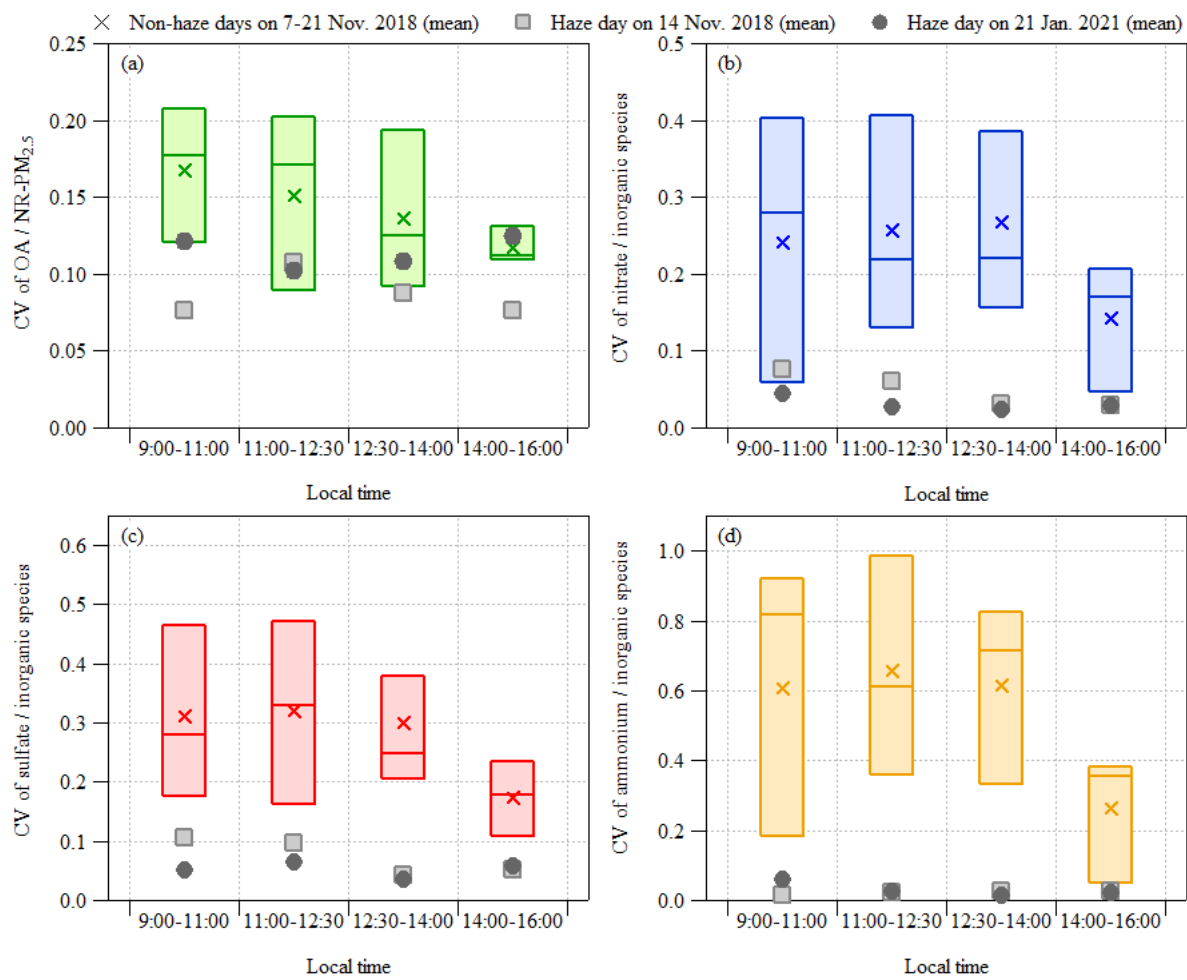 Non-haze days on 7-21 Nov. 2018 (mean) Haze day on 14 Nov. 2018 (mean) Haze day on 21 Jan. 2021 (mean)
(a)
CV of OA / NR-PM2.5
0.25
0.20
0.15
0.10
0.05
0.00
9:00-11:00 11:00-12:30 12:30-14:00 14:00-16:00
Local time
(b)
CV of nitrate / inorganic species
0.5
0.4
0.3
0.2
0.1
0.0
9:00-11:00 11:00-12:30 12:30-14:00 14:00-16:00
Local time
(c)
CV of sulfate / inorganic species
0.6
0.5
0.4
0.3
0.2
0.1
0.0
9:00-11:00 11:00-12:30 12:30-14:00 14:00-16:00
Local time
(d)
CV of ammonium / inorganic species
1.0
0.8
0.6
0.4
0.2
0.0
9:00-11:00 11:00-12:30 12:30-14:00 14:00-16:00
Local time